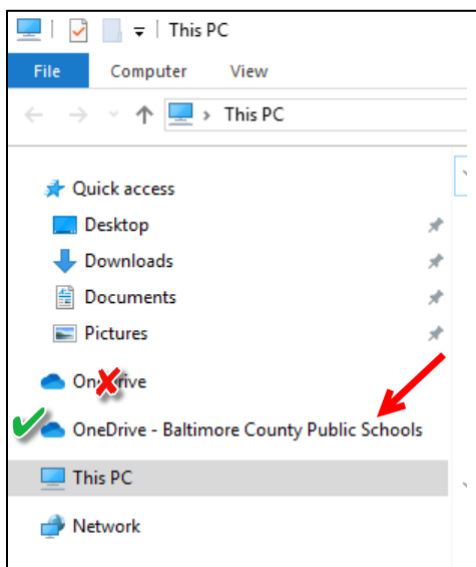 This PC
File Computer View
This PC
Quick access
Desktop
Downloads
Documents
Pictures
OneDrive
OneDrive - Baltimore County Public Schools
This PC
Network